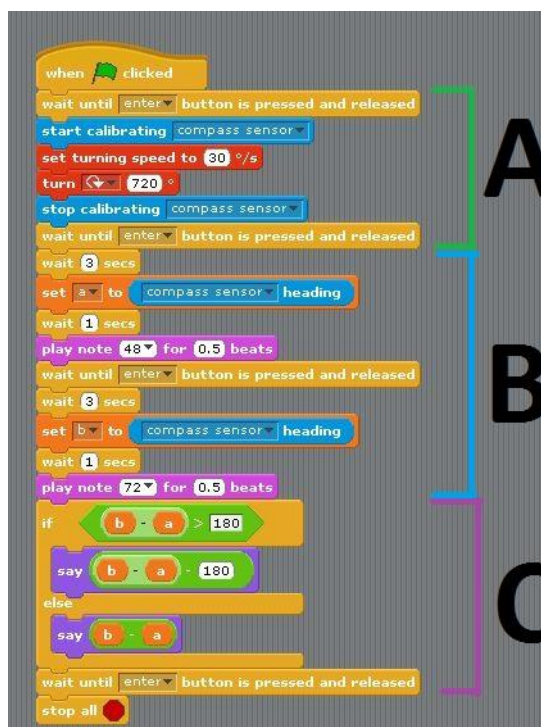 when clicked
wait until enter button is pressed and released
A
start calibrating compass sensor
set turning speed to 30 °/s
turn 720 °
stop calibrating compass sensor
wait until enter button is pressed and released
wait 3 secs
set a to compass sensor heading
wait 1 secs
B
play note 48 for 0.5 beats
wait until enter button is pressed and released
wait 3 secs
set b to compass sensor heading
wait 1 secs
play note 72 for 0.5 beats
if b - a > 180
say b - a - 180
C
else
say b - a
wait until enter button is pressed and released
stop all